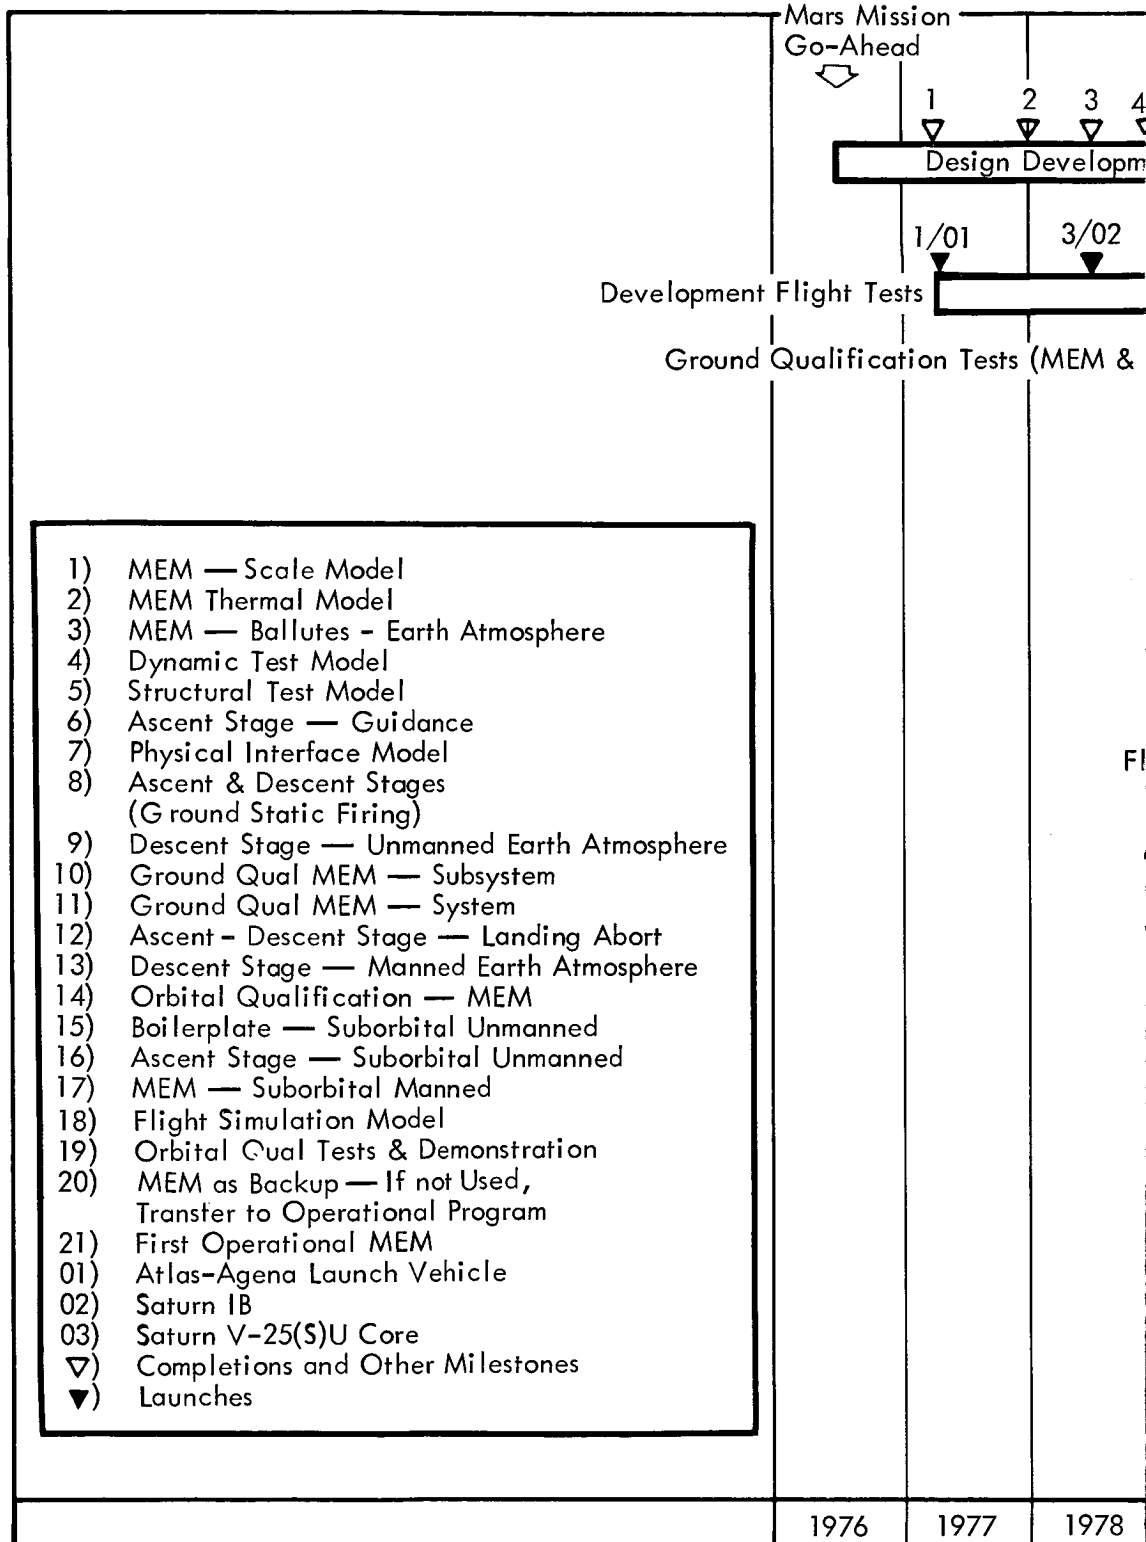 Mars Mission
Go-Ahead
1 2 3 4
Design Developm
1/01 3/02
Development Flight Tests
Ground Qualification Tests (MEM &
1) MEM — Scale Model
2) MEM Thermal Model
3) MEM — Ballutes - Earth Atmosphere
4) Dynamic Test Model
5) Structural Test Model
6) Ascent Stage — Guidance
7) Physical Interface Model
8) Ascent & Descent Stages
(Ground Static Firing)
9) Descent Stage — Unmanned Earth Atmosphere
10) Ground Qual MEM — Subsystem
11) Ground Qual MEM — System
12) Ascent - Descent Stage — Landing Abort
13) Descent Stage — Manned Earth Atmosphere
14) Orbital Qualification — MEM
15) Boilerplate — Suborbital Unmanned
16) Ascent Stage — Suborbital Unmanned
17) MEM — Suborbital Manned
18) Flight Simulation Model
19) Orbital Qual Tests & Demonstration
20) MEM as Backup — If not Used,
Transfer to Operational Program
21) First Operational MEM
01) Atlas-Agena Launch Vehicle
02) Saturn IB
03) Saturn V-25(S)U Core
▽) Completions and Other Milestones
▼) Launches
Fl
1976 1977 1978